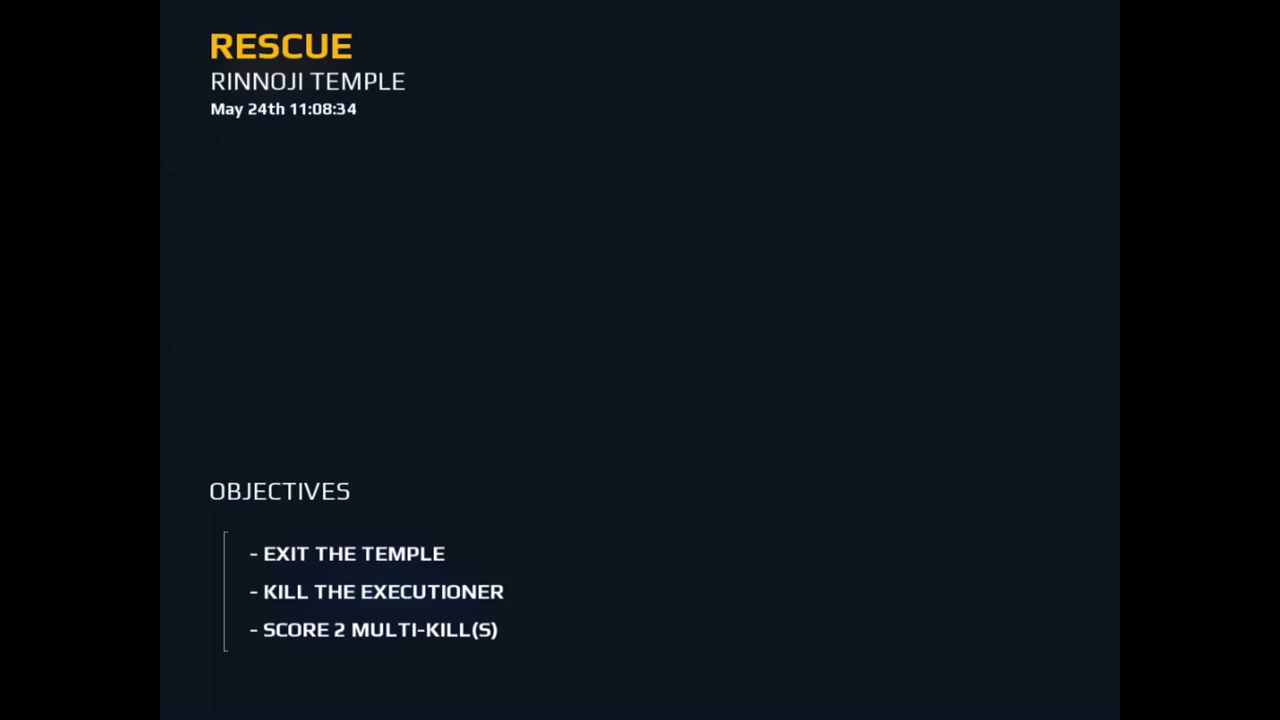 RESCUE
RINNOJI TEMPLE
May 24th 11:08:34
OBJECTIVES
- EXIT THE TEMPLE
- KILL THE EXECUTIONER
- SCORE 2 MULTI-KILL(S)